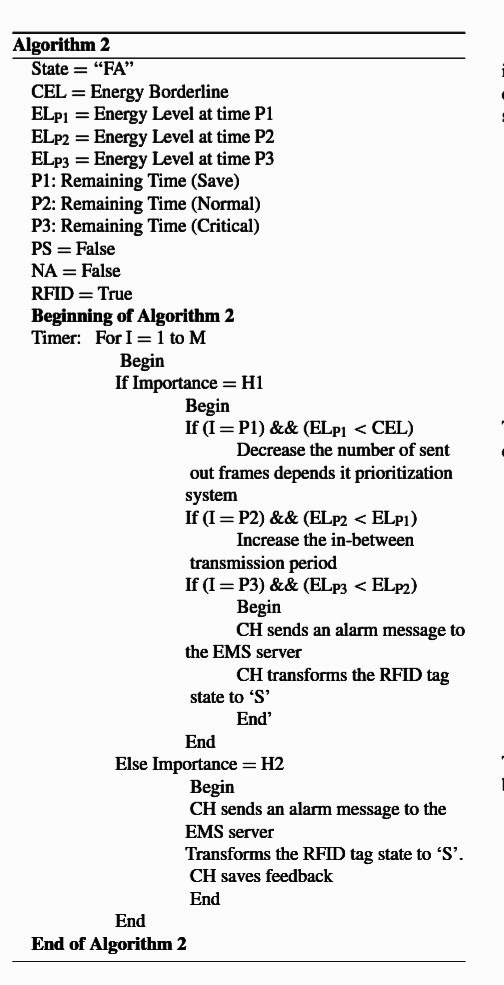 Algorithm 2
State = “FA”
CEL = Energy Borderline
ELP1 = Energy Level at time P1
ELP2 = Energy Level at time P2
ELP3 = Energy Level at time P3
P1: Remaining Time (Save)
P2: Remaining Time (Normal)
P3: Remaining Time (Critical)
PS = False
NA = False
RFID = True
Beginning of Algorithm 2
Timer: For I = 1 to M
Begin
If Importance = H1
Begin
If (I = P1) && (ELP1 < CEL)
Decrease the number of sent
out frames depends it prioritization
system
If (I = P2) && (ELP2 < ELP1)
Increase the in-between
transmission period
If (I = P3) && (ELP3 < ELP2)
Begin
CH sends an alarm message to
the EMS server
CH transforms the RFID tag
state to ‘S’
End’
End
Else Importance = H2
Begin
CH sends an alarm message to the
EMS server
Transforms the RFID tag state to ‘S’.
CH saves feedback
End
End
End of Algorithm 2